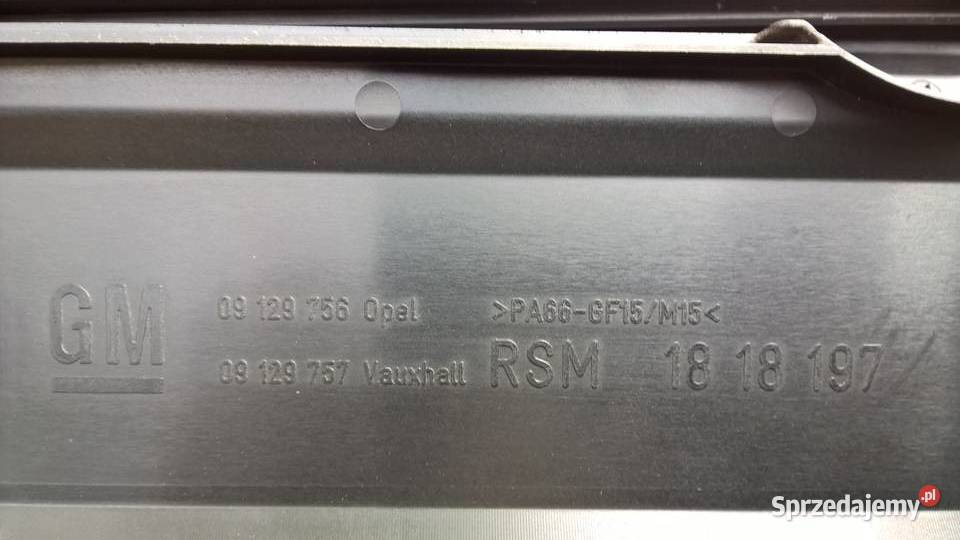 GM
09 129 756 Opel
>PA66-GF15/M15<
09 129 757 Vauxhall
RSM 18 18 197
Sprzedajemy.pl